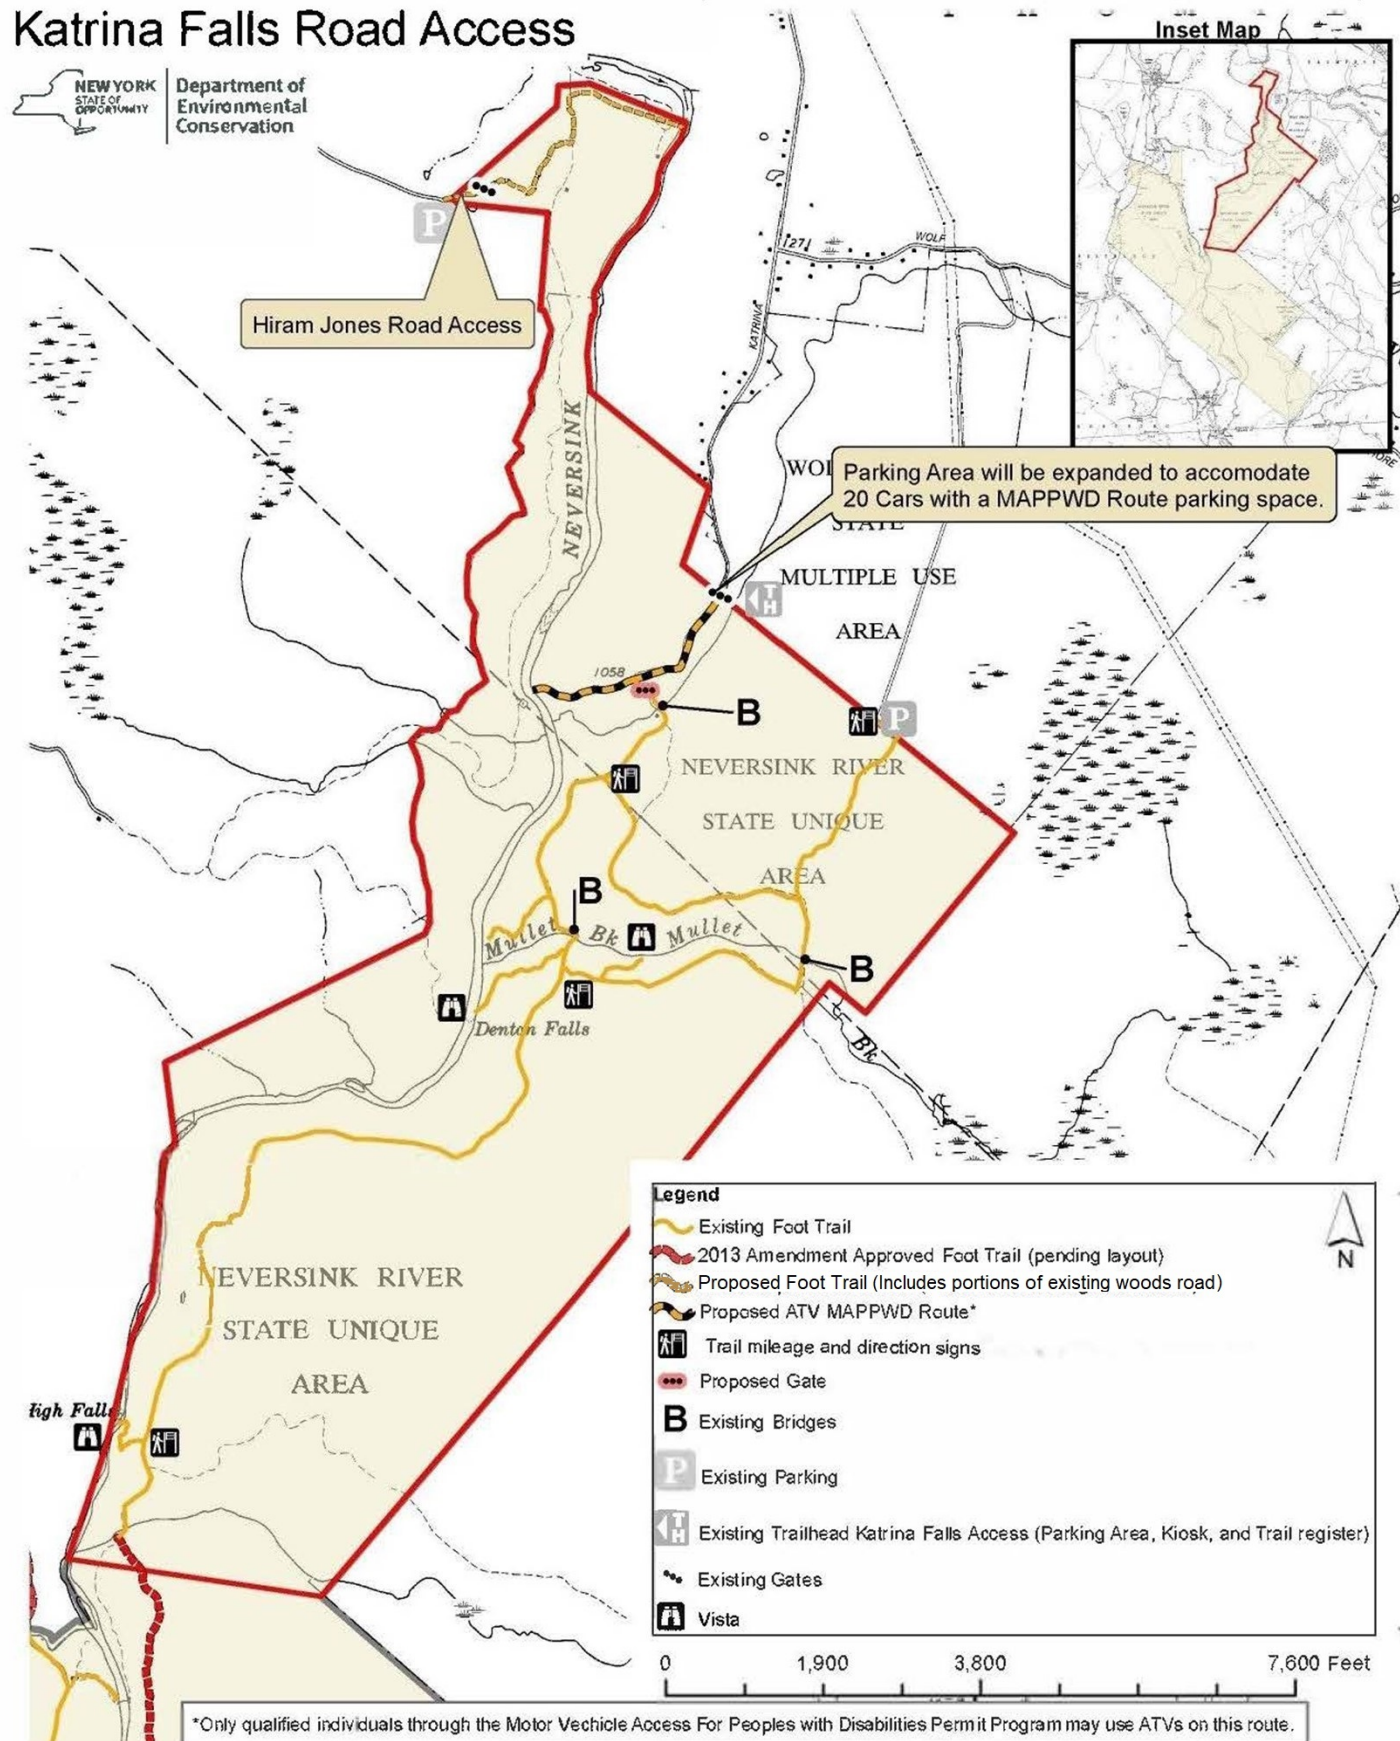 Katrina Falls Road Access
NEW YORK
STATE OF
OPPORTUNITY
Department of
Environmental
Conservation
Inset Map
P
Hiram Jones Road Access
1271
WOLF
KATRINA
NEVERSINK
WOL
Parking Area will be expanded to accomodate
20 Cars with a MAPPWD Route parking space.
STATE
MULTIPLE USE
AREA
TH
1058
B
P
NEVERSINK RIVER
STATE UNIQUE
AREA
B
Mullet Bk Mullet
B
Denton Falls
Bk
NEVERSINK RIVER
STATE UNIQUE
AREA
High Falls
Legend
Existing Foot Trail
2013 Amendment Approved Foot Trail (pending layout)
Proposed Foot Trail (Includes portions of existing woods road)
Proposed ATV MAPPWD Route*
Trail mileage and direction signs
Proposed Gate
B Existing Bridges
P Existing Parking
TH Existing Trailhead Katrina Falls Access (Parking Area, Kiosk, and Trail register)
Existing Gates
Vista
N
0 1,900 3,800 7,600 Feet
*Only qualified individuals through the Motor Vechicle Access For Peoples with Disabilities Permit Program may use ATVs on this route.